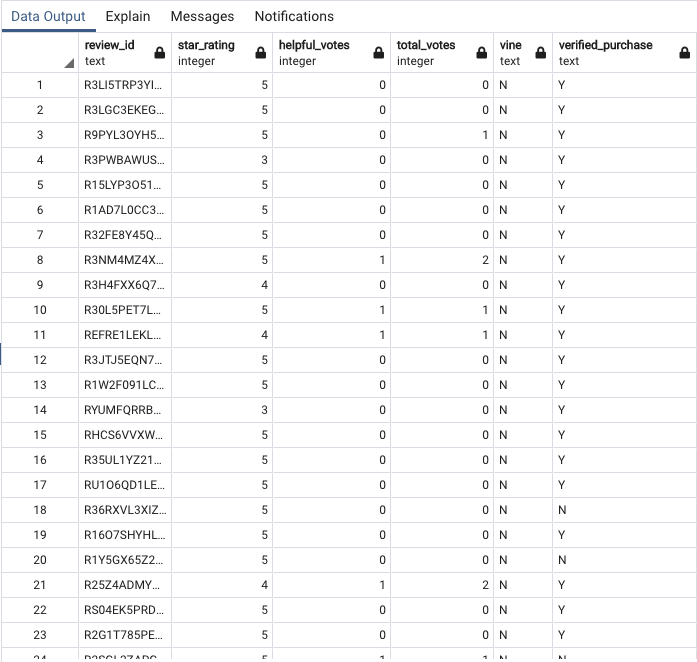 Data Output Explain Messages Notifications
review_id star_rating helpful_votes total_votes vine verified_purchase
text integer integer integer text text
1 R3LI5TRP3YI... 5 0 0 N Y
2 R3LGC3EKEG... 5 0 0 N Y
3 R9PYL3OYH5... 5 0 1 N Y
4 R3PWBAWUS... 3 0 0 N Y
5 R15LYP3O51... 5 0 0 N Y
6 R1AD7L0CC3... 5 0 0 N Y
7 R32FE8Y45Q... 5 0 0 N Y
8 R3NM4MZ4X... 5 1 2 N Y
9 R3H4FXX6Q7... 4 0 0 N Y
10 R30L5PET7L... 5 1 1 N Y
11 REFRE1LEKL... 4 1 1 N Y
12 R3JTJ5EQN7... 5 0 0 N Y
13 R1W2F091LC... 5 0 0 N Y
14 RYUMFQRRB... 3 0 0 N Y
15 RHCS6VVXW... 5 0 0 N Y
16 R35UL1YZ21... 5 0 0 N Y
17 RU1O6QD1LE... 5 0 0 N Y
18 R36RXVL3XIZ... 5 0 0 N N
19 R16O7SHYHL... 5 0 0 N Y
20 R1Y5GX65Z2... 5 0 0 N N
21 R25Z4ADMY... 4 1 2 N Y
22 RS04EK5PRD... 5 0 0 N Y
23 R2G1T785PE... 5 0 0 N Y